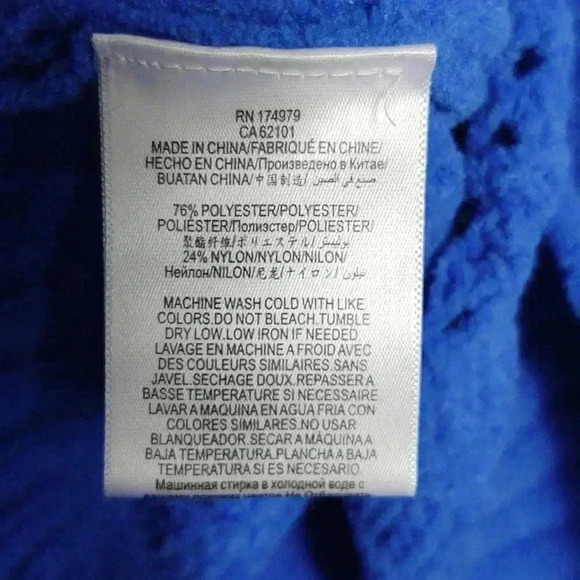 RN 174979
CA 62101
MADE IN CHINA/FABRIQUÉ EN CHINE/
HECHO EN CHINA/Произведено в Китае/
BUATAN CHINA/中国制造/ صنع في الصين/
76% POLYESTER/POLYESTER/
POLIÉSTER/Полиэстер/POLIESTER/
聚酯纤维/ポリエステル/بوليستر/
24% NYLON/NYLON/NILON/
Нейлон/NILON/尼龙/ナイロン/ نيلون/
MACHINE WASH COLD WITH LIKE
COLORS.DO NOT BLEACH.TUMBLE
DRY LOW.LOW IRON IF NEEDED.
LAVAGE EN MACHINE A FROID AVEC
DES COULEURS SIMILAIRES.SANS
JAVEL.SECHAGE DOUX.REPASSER A
BASSE TEMPERATURE SI NECESSAIRE.
LAVAR A MAQUINA EN AGUA FRIA CON
COLORES SIMILARES.NO USAR
BLANQUEADOR.SECAR A MÁQUINA A
BAJA TEMPERATURA.PLANCHA A BAJA
TEMPERATURA SI ES NECESARIO.
Машинная стирка в холодной воде с